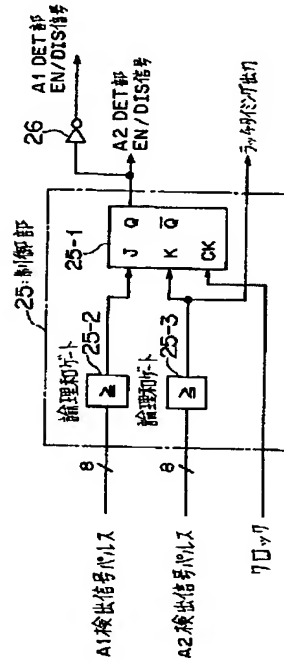 25:制御部
A1検出信号パルス
8
論理和ゲート
25-2
≧
A2検出信号パルス
8
論理和ゲート
25-3
≧
クロック
25-1
J Q
K Q̅
CK
26
A1 DET部
EN/DIS信号
A2 DET部
EN/DIS信号
ラッチタイミング出力